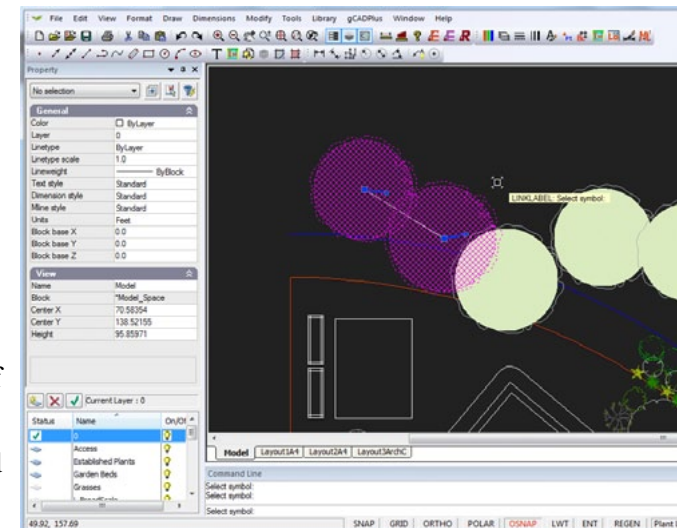 File Edit View Format Draw Dimensions Modify Tools Library gCADPlus Window Help
Property
No selection
General
Color ByLayer
Layer 0
Linetype ByLayer
Linetype scale 1.0
Lineweight ByBlock
Text style Standard
Dimension style Standard
Mline style Standard
Units Feet
Block base X 0.0
Block base Y 0.0
Block base Z 0.0
View
Name Model
Block *Model_Space
Center X 70.58354
Center Y 138.52155
Height 95.85971
Current Layer : 0
Status Name On/Of
0
Access
Established Plants
Garden Beds
Grasses
LINKLABEL: Select symbol:
Model Layout1A4 Layout2A4 Layout3ArchC
Command Line
Select symbol:
Select symbol:
Select symbol:
49.92, 157.69 SNAP GRID ORTHO POLAR OSNAP LWT ENT REGEN Plant